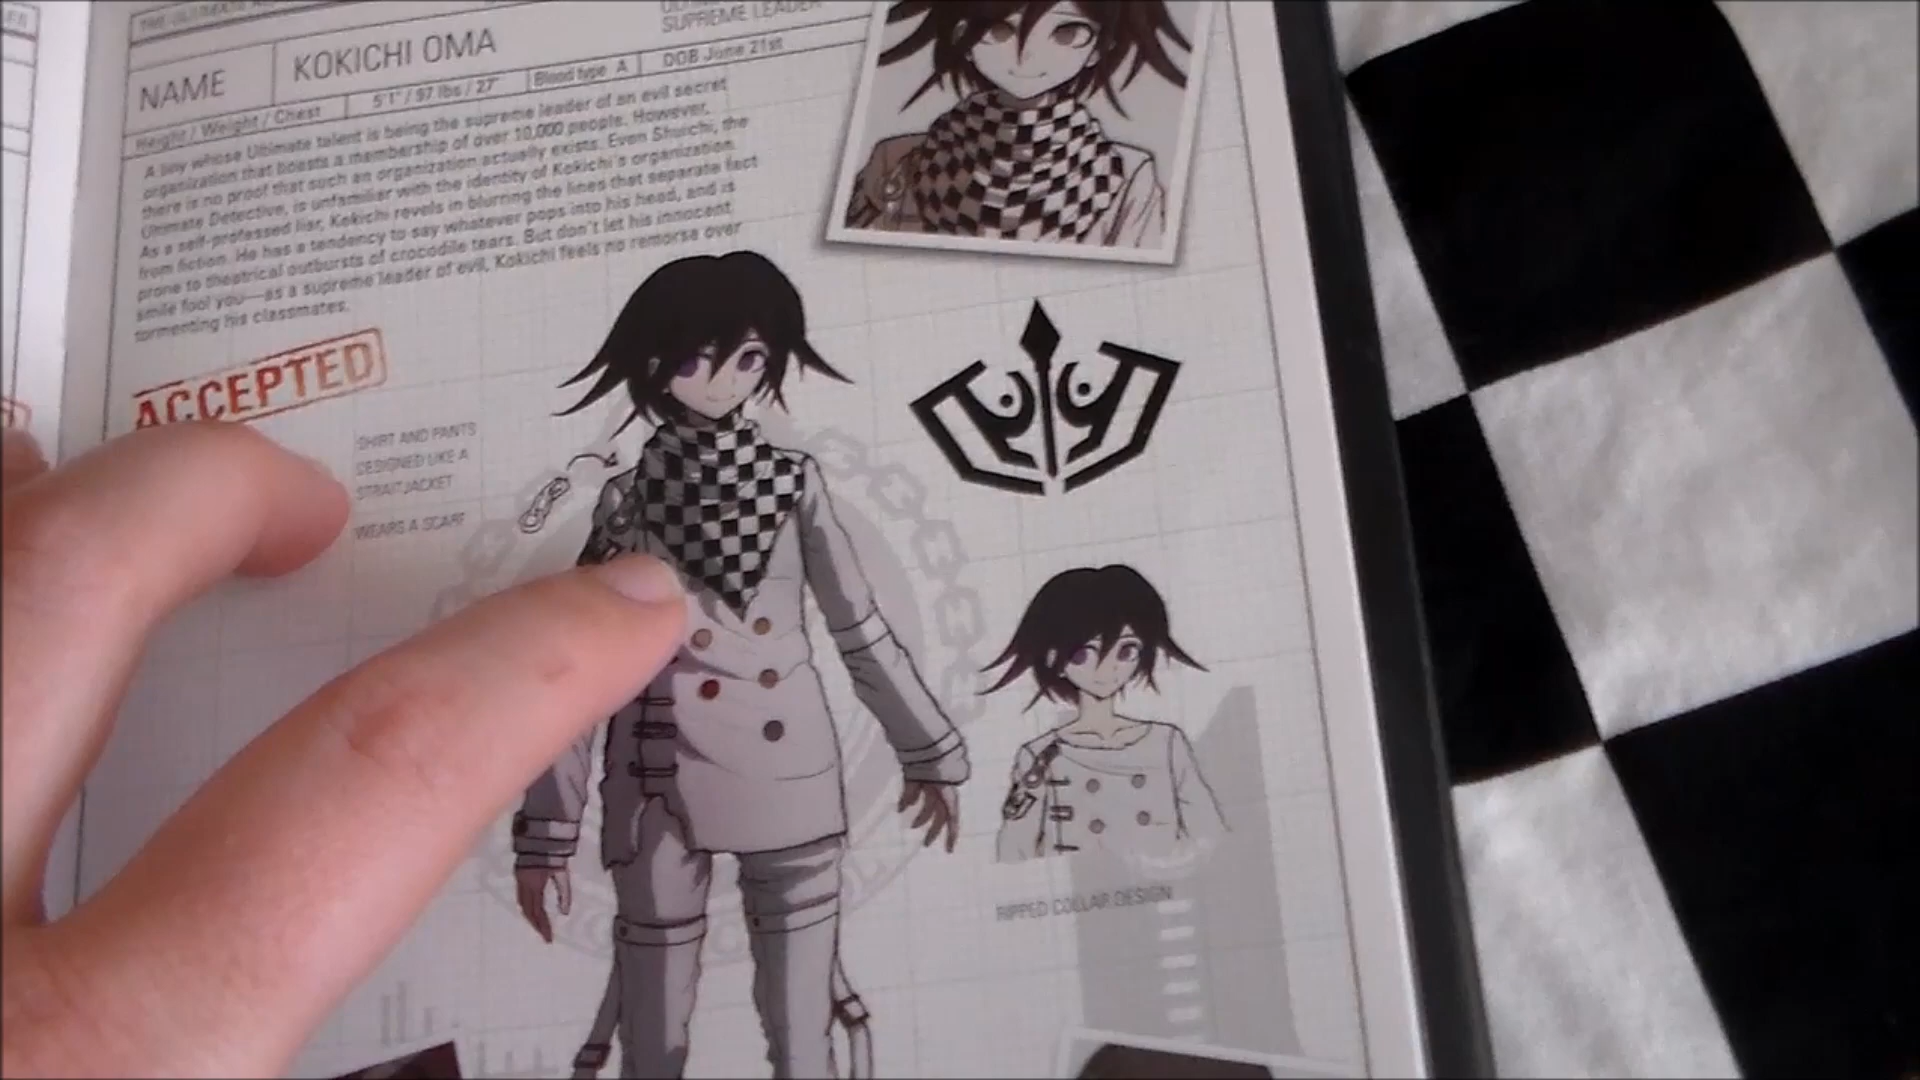 THE ULTIMATE
SUPREME LEADER
NAME
KOKICHI OMA
Height / Weight / Chest
5'1" / 97 lbs / 27"
Blood type A
DOB June 21st
A boy whose Ultimate talent is being the supreme leader of an evil secret
organization that boasts a membership of over 10,000 people. However,
there is no proof that such an organization actually exists. Even Shuichi, the
Ultimate Detective, is unfamiliar with the identity of Kokichi's organization.
As a self-professed liar, Kokichi revels in blurring the lines that separate fact
from fiction. He has a tendency to say whatever pops into his head, and is
prone to theatrical outbursts of crocodile tears. But don't let his innocent
smile fool you—as a supreme leader of evil, Kokichi feels no remorse over
tormenting his classmates.
ACCEPTED
SHIRT AND PANTS
DESIGNED LIKE A
STRAITJACKET
WEARS A SCARF
RIPPED COLLAR DESIGN